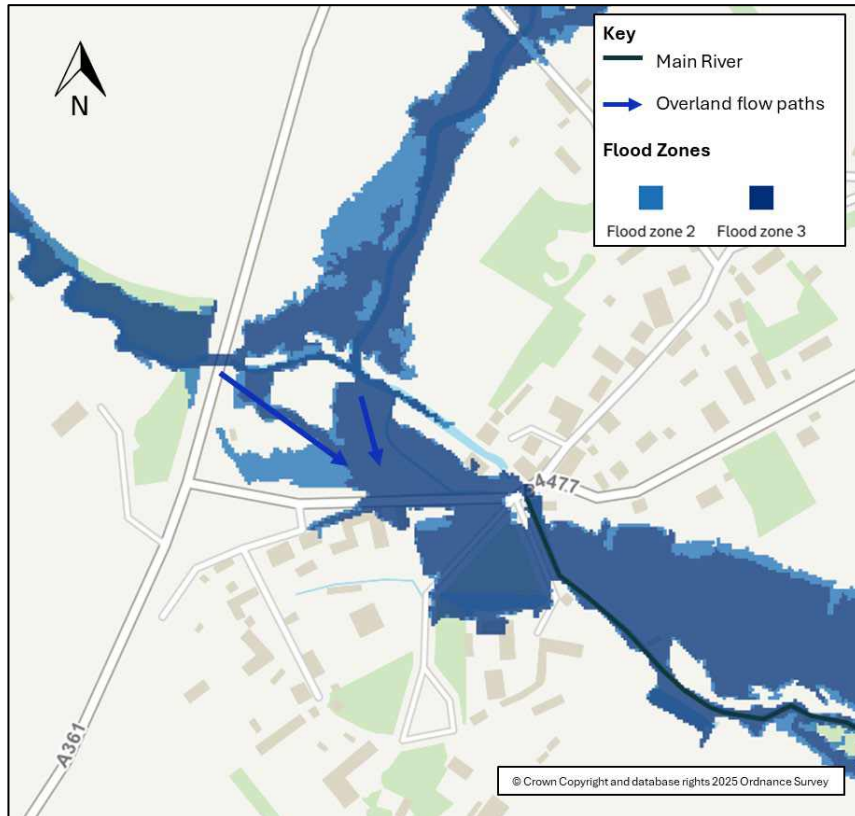 N
Key
Main River
Overland flow paths
Flood Zones
Flood zone 2 Flood zone 3
4477
A361
© Crown Copyright and database rights 2025 Ordnance Survey